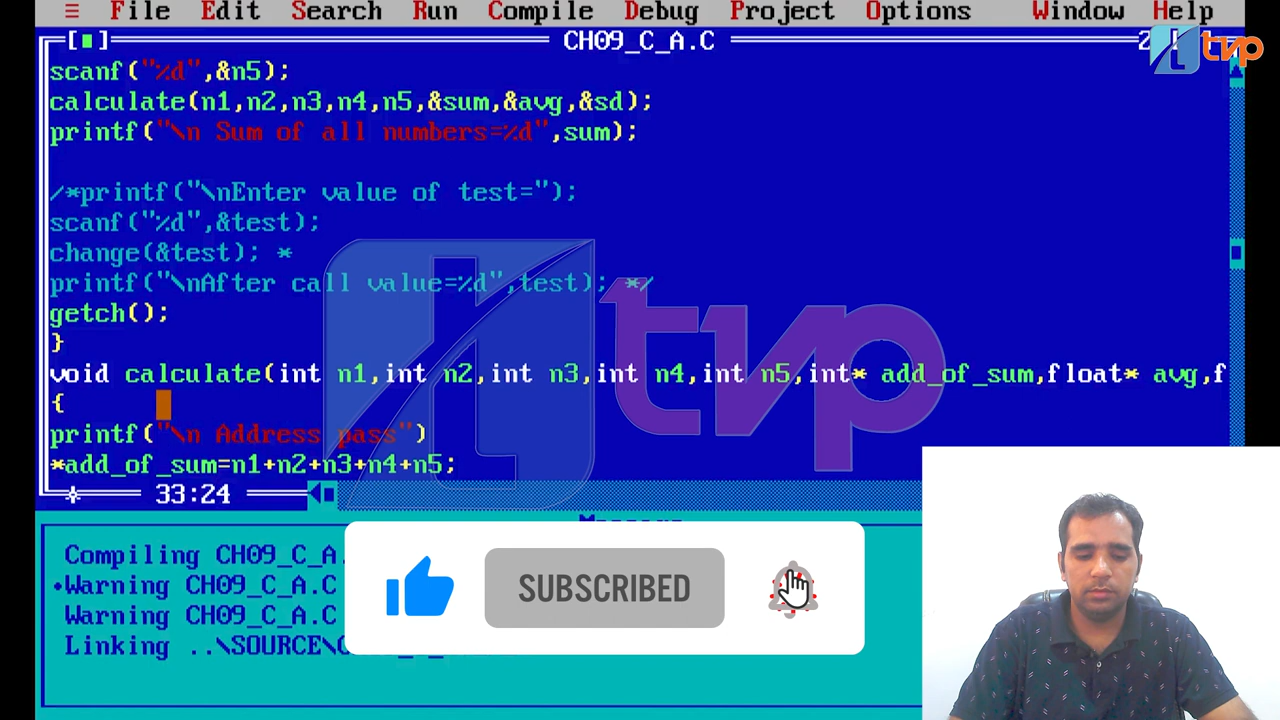 ≡ File Edit Search Run Compile Debug Project Options Window Help
CH09_C_A.C
tvp
scanf("%d",&n5);
calculate(n1,n2,n3,n4,n5,&sum,&avg,&sd);
printf("\n Sum of all numbers=%d",sum);
/*printf("\nEnter value of test=");
scanf("%d",&test);
change(&test); *
printf("\nAfter call value=%d",test); */
getch();
}
void calculate(int n1,int n2,int n3,int n4,int n5,int* add_of_sum,float* avg,f
{
printf("\n Address pass")
*add_of_sum=n1+n2+n3+n4+n5;
33:24
tvp
Compiling CH09_C_A.
•Warning CH09_C_A.C
Warning CH09_C_A.C
Linking ..\SOURCE\C
SUBSCRIBED